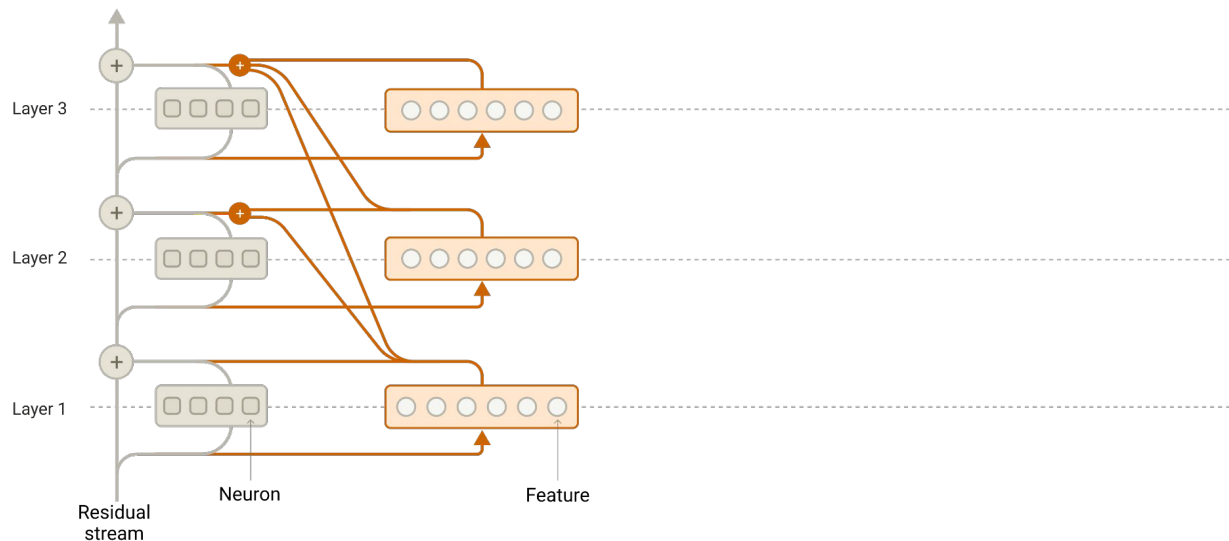 Layer 3
Layer 2
Layer 1
Neuron
Feature
Residual
stream